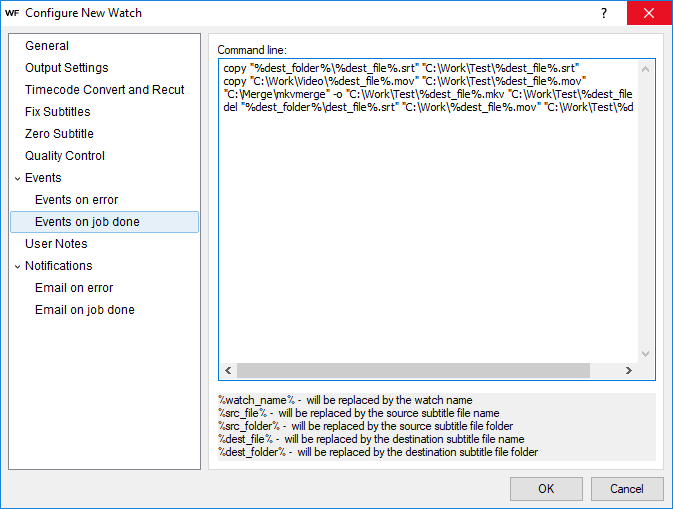 WF Configure New Watch
?
General
Output Settings
Timecode Convert and Recut
Fix Subtitles
Zero Subtitle
Quality Control
Events
Events on error
Events on job done
User Notes
Notifications
Email on error
Email on job done
Command line:
copy "%dest_folder%\%dest_file%.srt" "C:\Work\Test\%dest_file%.srt"
copy "C:\Work\Video\%dest_file%.mov" "C:\Work\Test\%dest_file%.mov"
"C:\Merge\mkvmerge" -o "C:\Work\Test\%dest_file%.mkv "C:\Work\Test\%dest_file
del "%dest_folder%\dest_file%.srt" "C:\Work\%dest_file%.mov" "C:\Work\Test\%d
%watch_name% - will be replaced by the watch name
%src_file% - will be replaced by the source subtitle file name
%src_folder% - will be replaced by the source subtitle file folder
%dest_file% - will be replaced by the destination subtitle file name
%dest_folder% - will be replaced by the destination subtitle file folder
OK
Cancel